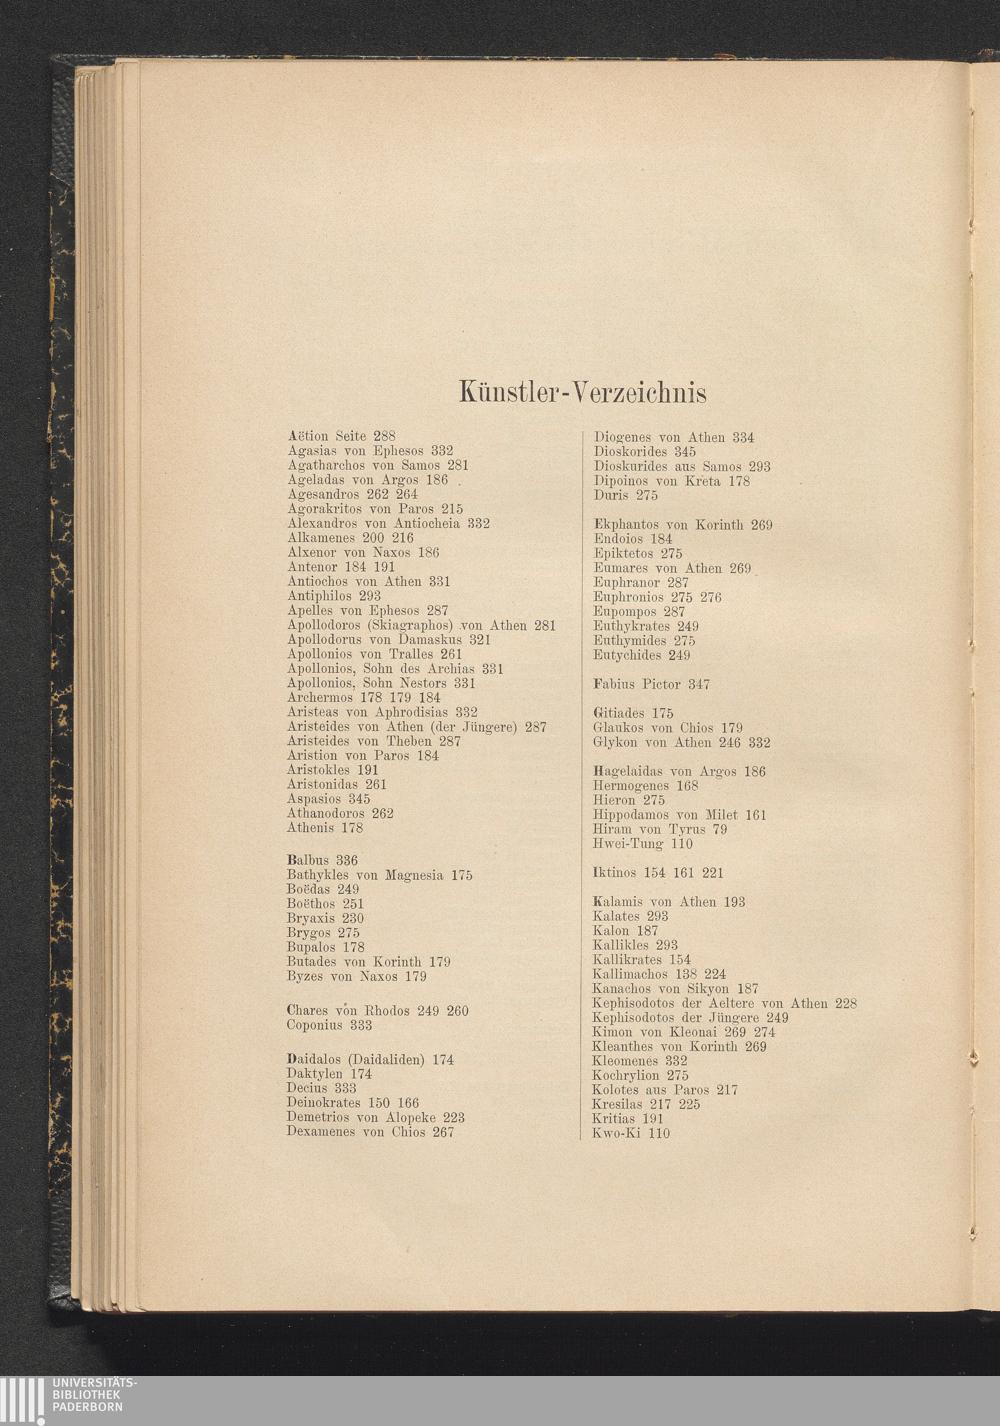 Künstler-Verzeichnis
Aëtion Seite 288
Agasias von Ephesos 332
Agatharchos von Samos 281
Ageladas von Argos 186
Agesandros 262 264
Agorakritos von Paros 215
Alexandros von Antiocheia 332
Alkamenes 200 216
Alxenor von Naxos 186
Antenor 184 191
Antiochos von Athen 331
Antiphilos 293
Apelles von Ephesos 287
Apollodoros (Skiagraphos) von Athen 281
Apollodorus von Damaskus 321
Apollonios von Tralles 261
Apollonios, Sohn des Archias 331
Apollonios, Sohn Nestors 331
Archermos 178 179 184
Aristeas von Aphrodisias 332
Aristeides von Athen (der Jüngere) 287
Aristeides von Theben 287
Aristion von Paros 184
Aristokles 191
Aristonidas 261
Aspasios 345
Athanodoros 262
Athenis 178
Balbus 336
Bathykles von Magnesia 175
Boëdas 249
Boëthos 251
Bryaxis 230
Brygos 275
Bupalos 178
Butades von Korinth 179
Byzes von Naxos 179
Chares von Rhodos 249 260
Coponius 333
Daidalos (Daidaliden) 174
Daktylen 174
Decius 333
Deinokrates 150 166
Demetrios von Alopeke 223
Dexamenes von Chios 267
Diogenes von Athen 334
Dioskorides 345
Dioskurides aus Samos 293
Dipoinos von Kreta 178
Duris 275
Ekphantos von Korinth 269
Endoios 184
Epiktetos 275
Eumares von Athen 269
Euphranor 287
Euphronios 275 276
Eupompos 287
Euthykrates 249
Euthymides 275
Eutychides 249
Fabius Pictor 347
Gitiades 175
Glaukos von Chios 179
Glykon von Athen 246 332
Hagelaidas von Argos 186
Hermogenes 168
Hieron 275
Hippodamos von Milet 161
Hiram von Tyrus 79
Hwei-Tung 110
Iktinos 154 161 221
Kalamis von Athen 193
Kalates 293
Kalon 187
Kallikles 293
Kallikrates 154
Kallimachos 138 224
Kanachos von Sikyon 187
Kephisodotos der Aeltere von Athen 228
Kephisodotos der Jüngere 249
Kimon von Kleonai 269 274
Kleanthes von Korinth 269
Kleomenes 332
Kochrylion 275
Kolotes aus Paros 217
Kresilas 217 225
Kritias 191
Kwo-Ki 110
UNIVERSITÄTS-
BIBLIOTHEK
PADERBORN